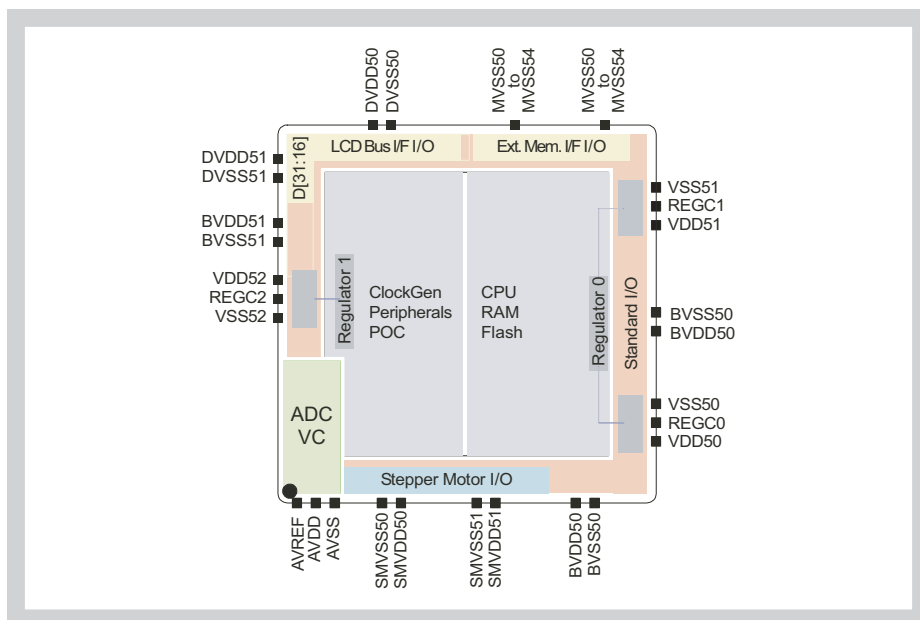 DVDD50
DVSS50
MVSS50
to
MVSS54
MVSS50
to
MVSS54
LCD Bus I/F I/O
Ext. Mem. I/F I/O
D[31:16]
DVDD51
DVSS51
BVDD51
BVSS51
VDD52
REGC2
VSS52
VSS51
REGC1
VDD51
BVSS50
BVDD50
VSS50
REGC0
VDD50
Regulator 1
ClockGen
Peripherals
POC
CPU
RAM
Flash
Regulator 0
Standard I/O
ADC
VC
Stepper Motor I/O
AVREF
AVDD
AVSS
SMVSS50
SMVDD50
SMVSS51
SMVDD51
BVDD50
BVSS50